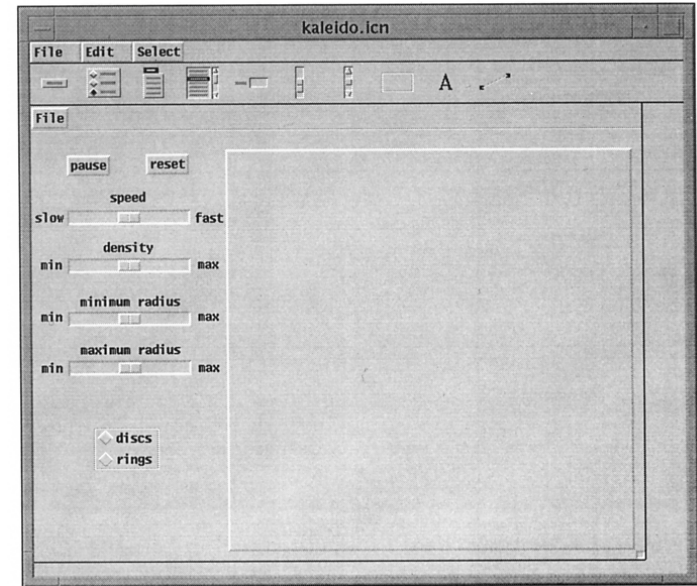 kaleido.icn
File Edit Select
A
File
pause reset
speed
slow fast
density
min max
minimum radius
min max
maximum radius
min max
discs
rings